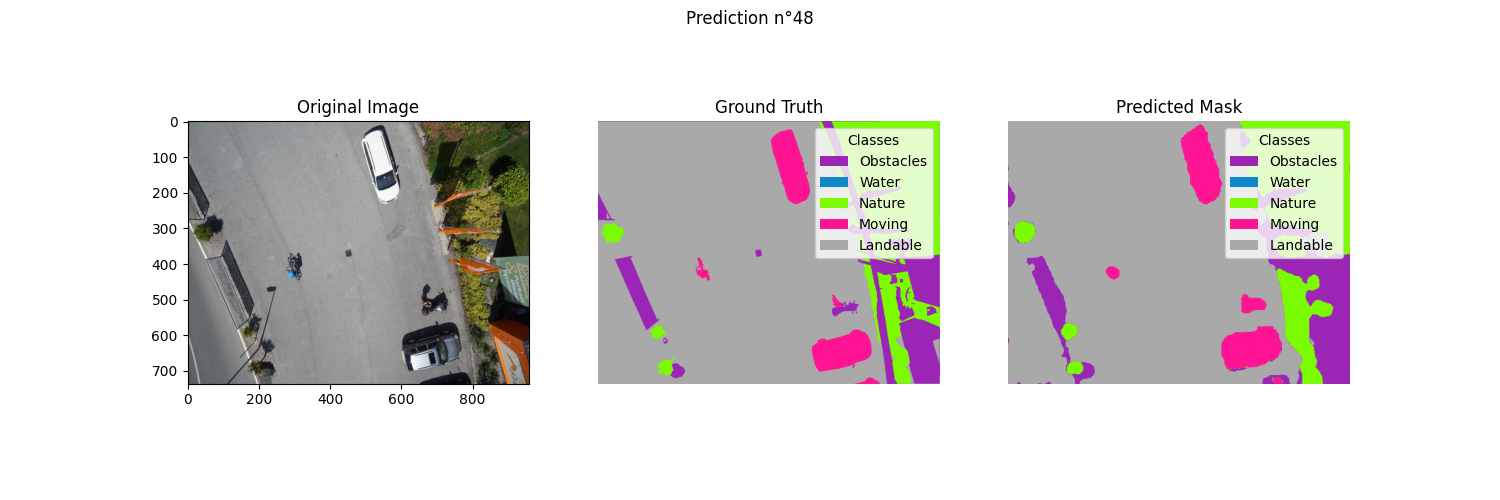 Prediction n°48
Original Image
0
100
200
300
400
500
600
700
0 200 400 600 800
Ground Truth
Classes
Obstacles
Water
Nature
Moving
Landable
Predicted Mask
Classes
Obstacles
Water
Nature
Moving
Landable